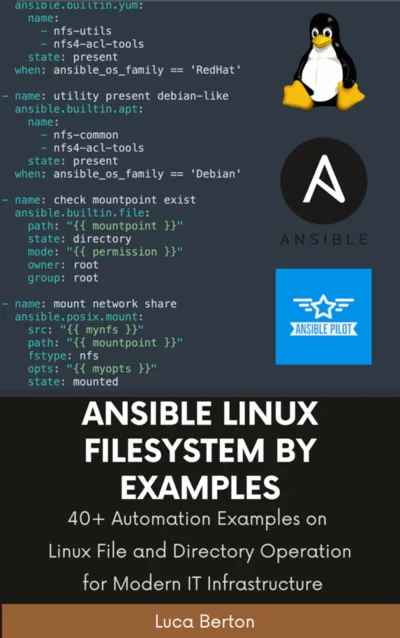 ansible.builtin.yum:
name:
- nfs-utils
- nfs4-acl-tools
state: present
when: ansible_os_family == 'RedHat'
- name: utility present debian-like
ansible.builtin.apt:
name:
- nfs-common
- nfs4-acl-tools
state: present
when: ansible_os_family == 'Debian'
- name: check mountpoint exist
ansible.builtin.file:
path: "{{ mountpoint }}"
state: directory
mode: "{{ permission }}"
owner: root
group: root
- name: mount network share
ansible.posix.mount:
src: "{{ mynfs }}"
path: "{{ mountpoint }}"
fstype: nfs
opts: "{{ myopts }}"
state: mounted
ANSIBLE
ANSIBLE PILOT
ANSIBLE LINUX
FILESYSTEM BY
EXAMPLES
40+ Automation Examples on
Linux File and Directory Operation
for Modern IT Infrastructure
Luca Berton